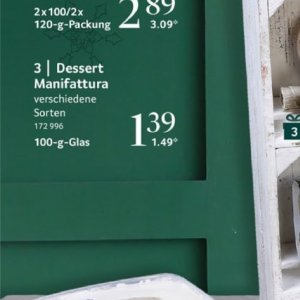 2x100/2x
120-g-Packung
2.89
3.09*
3 | Dessert
Manifattura
verschiedene
Sorten
172 996
100-g-Glas
1.39
1.49*
3